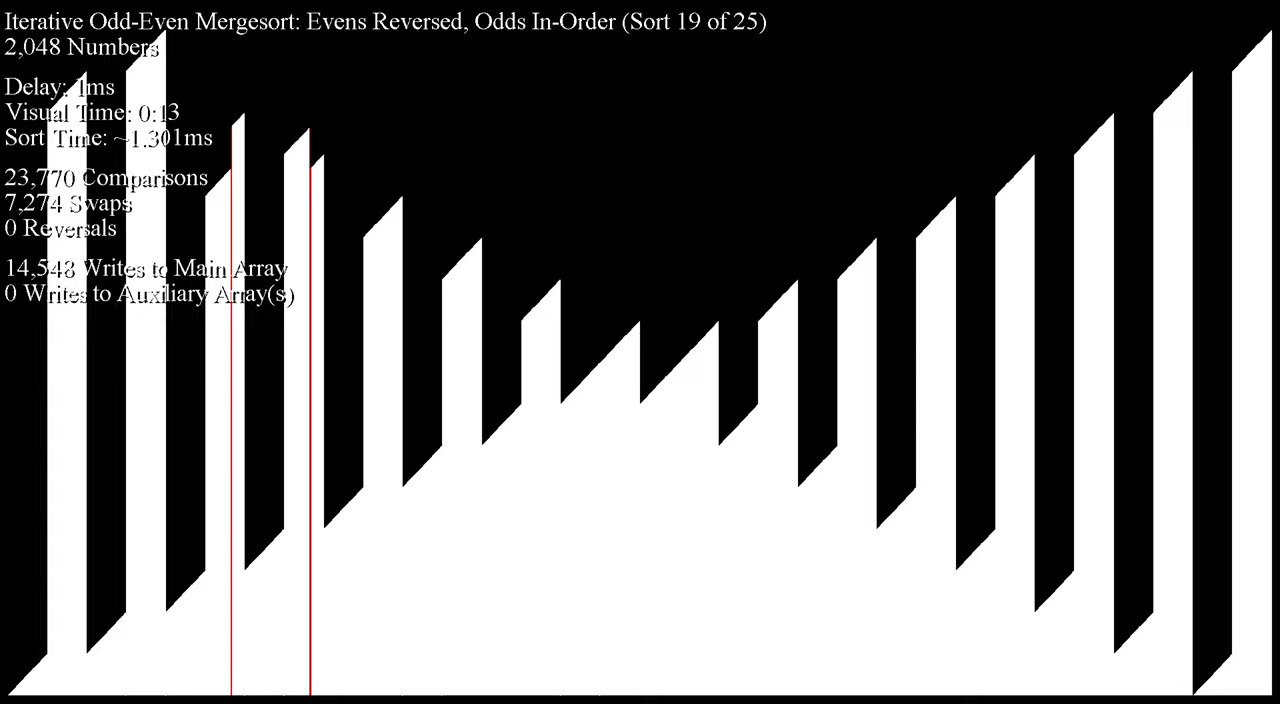 Iterative Odd-Even Mergesort: Evens Reversed, Odds In-Order (Sort 19 of 25)
2,048 Numbers
Delay: 1ms
Visual Time: 0:13
Sort Time: ~1.301ms
23,770 Comparisons
7,274 Swaps
0 Reversals
14,548 Writes to Main Array
0 Writes to Auxiliary Array(s)